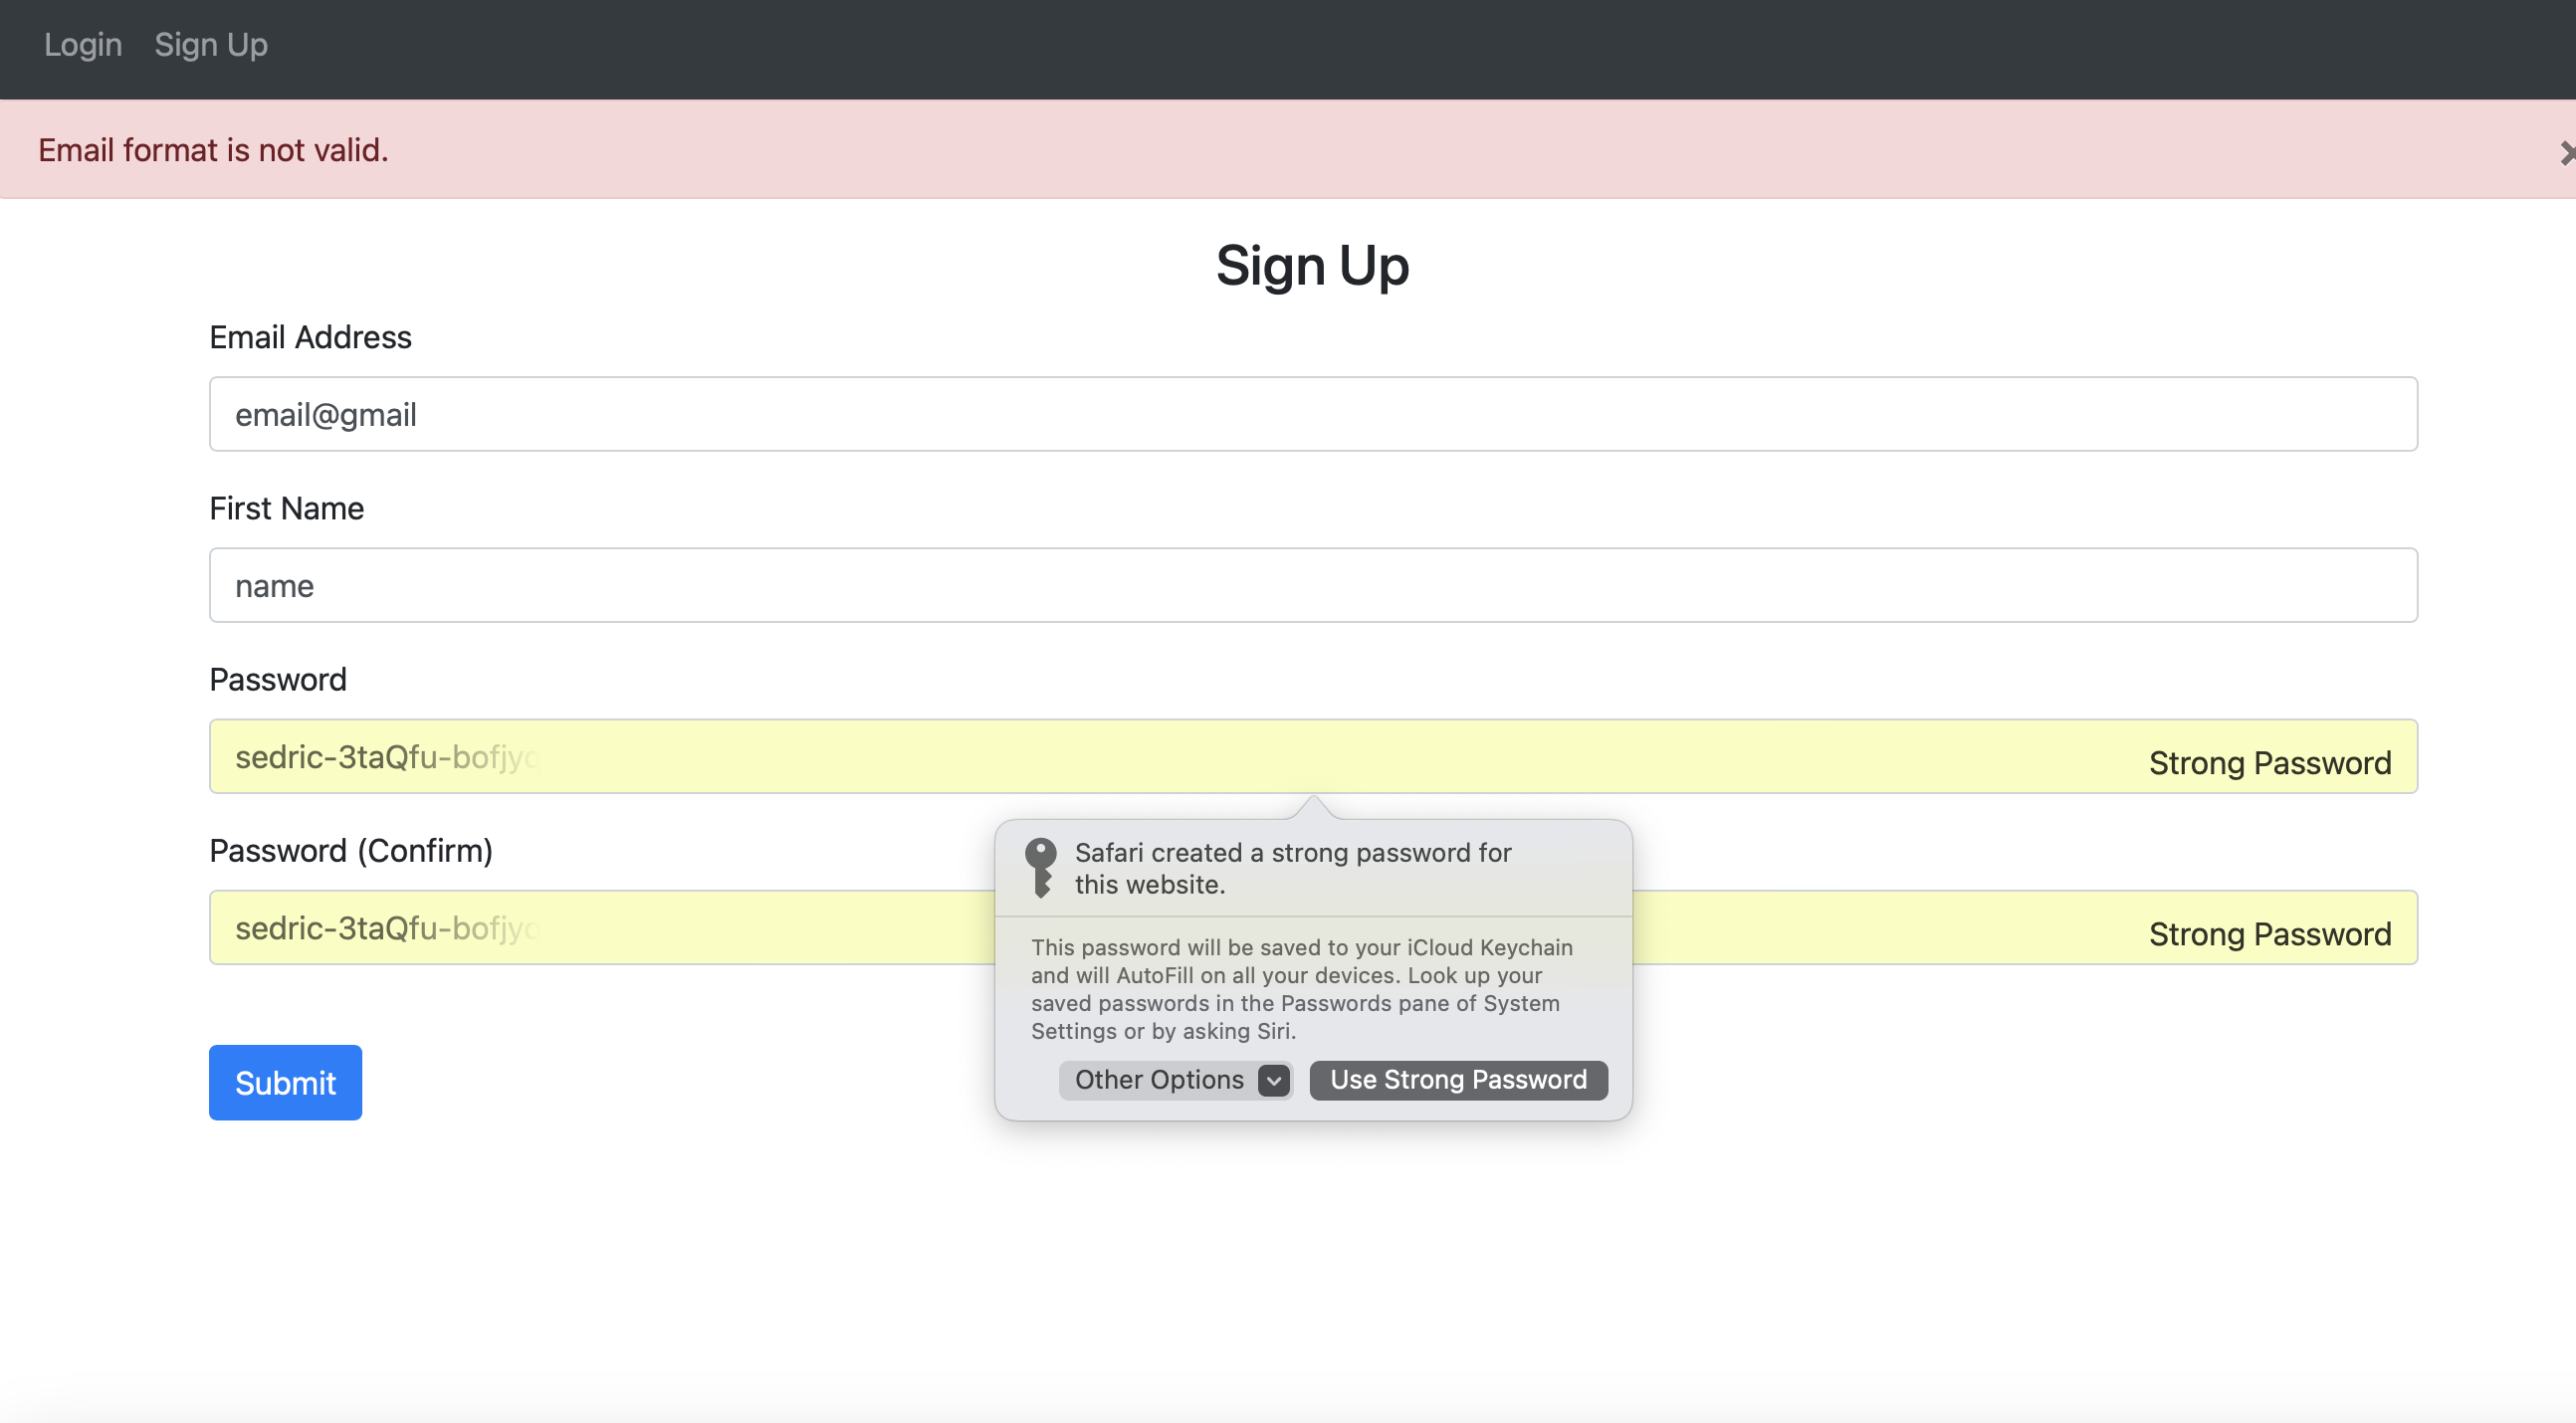 Login Sign Up
Email format is not valid.
Sign Up
Email Address
email@gmail
First Name
name
Password
sedric-3taQfu-bofjyq Strong Password
Password (Confirm)
sedric-3taQfu-bofjyq Strong Password
Safari created a strong password for
this website.
This password will be saved to your iCloud Keychain
and will AutoFill on all your devices. Look up your
saved passwords in the Passwords pane of System
Settings or by asking Siri.
Other Options Use Strong Password
Submit